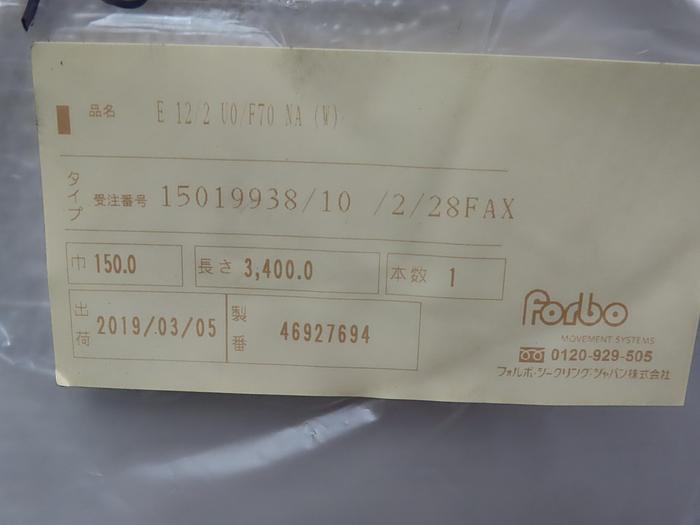 品名 E 12/2 U0/F70 NA (W)
タイプ 受注番号 15019938/10 /2/28FAX
巾 150.0 長さ 3,400.0 本数 1
出荷 2019/03/05 製番 46927694
forbo
MOVEMENT SYSTEMS
0120-929-505
フォルボ・シークリング・ジャパン株式会社